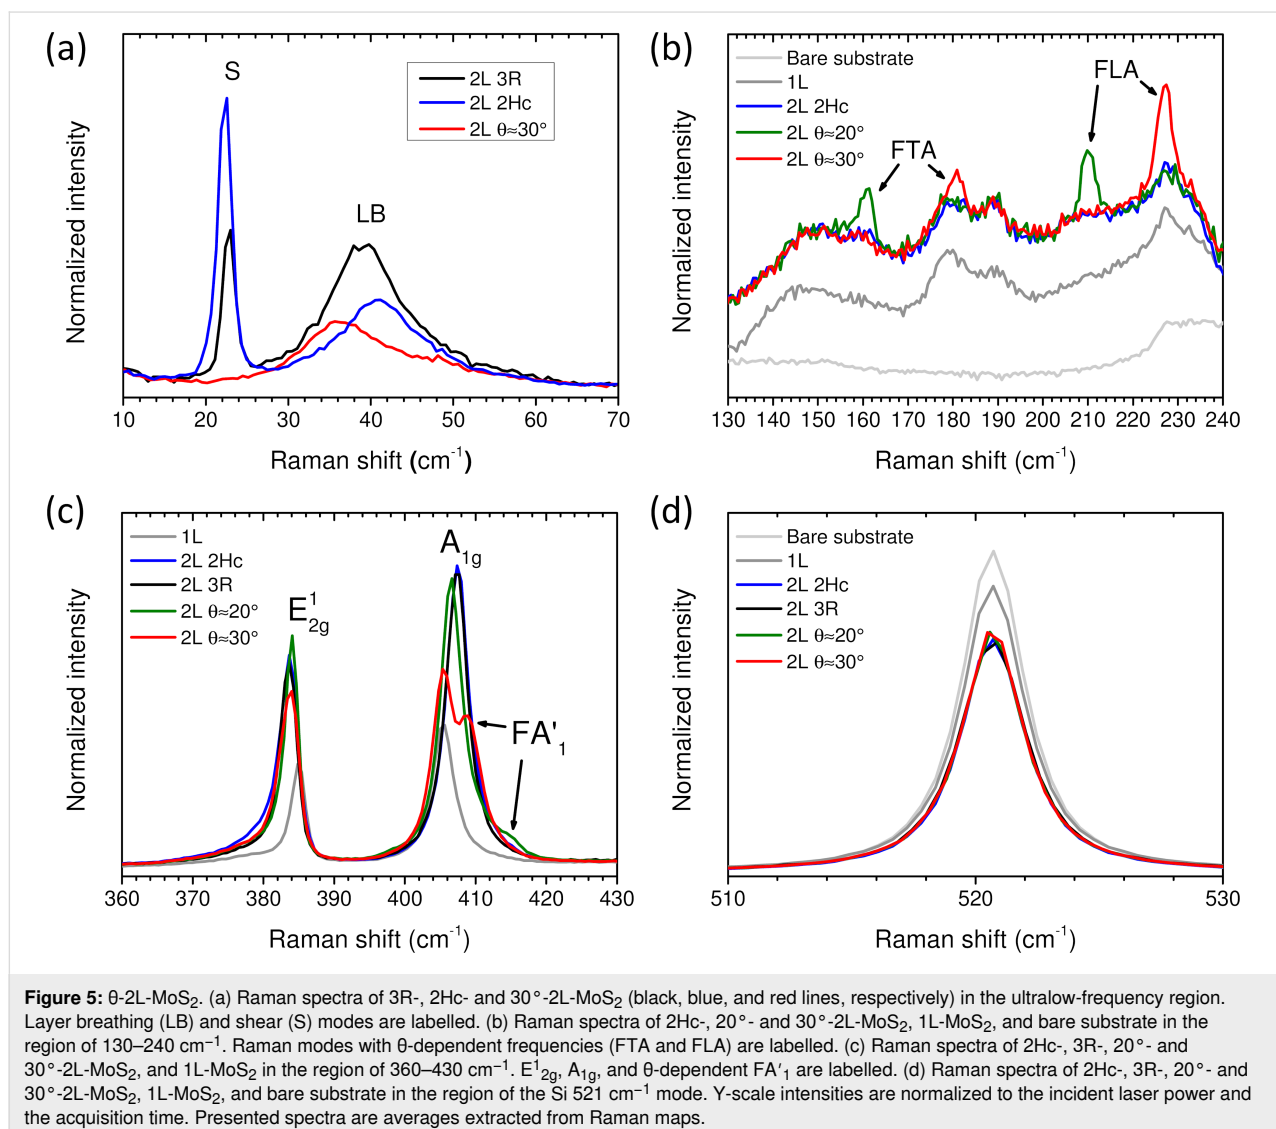 (a)
S
LB
2L 3R
2L 2Hc
2L θ≈30°
Normalized intensity
10 20 30 40 50 60 70
Raman shift (cm⁻¹)
(b)
Bare substrate
1L
2L 2Hc
2L θ≈20°
2L θ≈30°
FTA
FLA
Normalized intensity
130 140 150 160 170 180 190 200 210 220 230 240
Raman shift (cm⁻¹)
(c)
1L
2L 2Hc
2L 3R
2L θ≈20°
2L θ≈30°
E¹₂g
A₁g
FA'₁
Normalized intensity
360 370 380 390 400 410 420 430
Raman shift (cm⁻¹)
(d)
Bare substrate
1L
2L 2Hc
2L 3R
2L θ≈20°
2L θ≈30°
Normalized intensity
510 520 530
Raman shift (cm⁻¹)
Figure 5: θ-2L-MoS₂. (a) Raman spectra of 3R-, 2Hc- and 30°-2L-MoS₂ (black, blue, and red lines, respectively) in the ultralow-frequency region.
Layer breathing (LB) and shear (S) modes are labelled. (b) Raman spectra of 2Hc-, 20°- and 30°-2L-MoS₂, 1L-MoS₂, and bare substrate in the
region of 130–240 cm⁻¹. Raman modes with θ-dependent frequencies (FTA and FLA) are labelled. (c) Raman spectra of 2Hc-, 3R-, 20°- and
30°-2L-MoS₂, and 1L-MoS₂ in the region of 360–430 cm⁻¹. E¹₂g, A₁g, and θ-dependent FA′₁ are labelled. (d) Raman spectra of 2Hc-, 3R-, 20°- and
30°-2L-MoS₂, 1L-MoS₂, and bare substrate in the region of the Si 521 cm⁻¹ mode. Y-scale intensities are normalized to the incident laser power and
the acquisition time. Presented spectra are averages extracted from Raman maps.